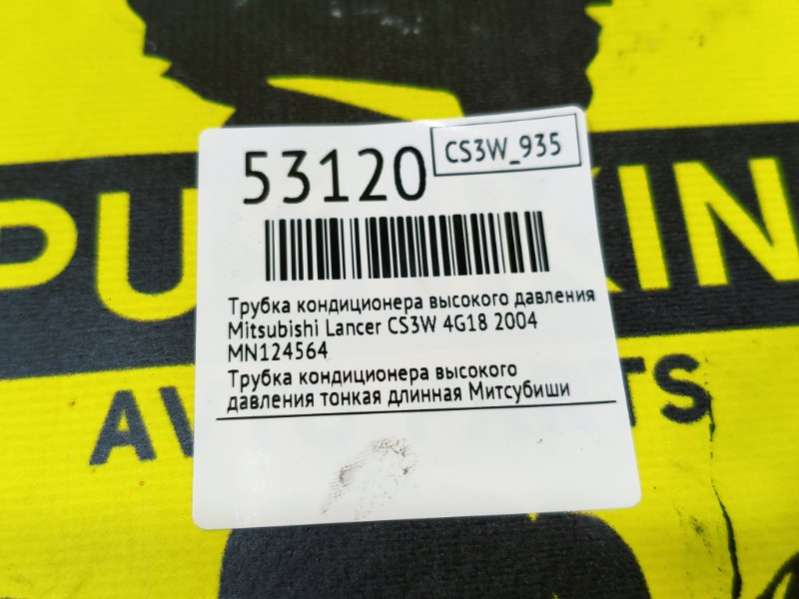 53120
CS3W_935
Трубка кондиционера высокого давления
Mitsubishi Lancer CS3W 4G18 2004
MN124564
Трубка кондиционера высокого
давления тонкая длинная Митсубиши